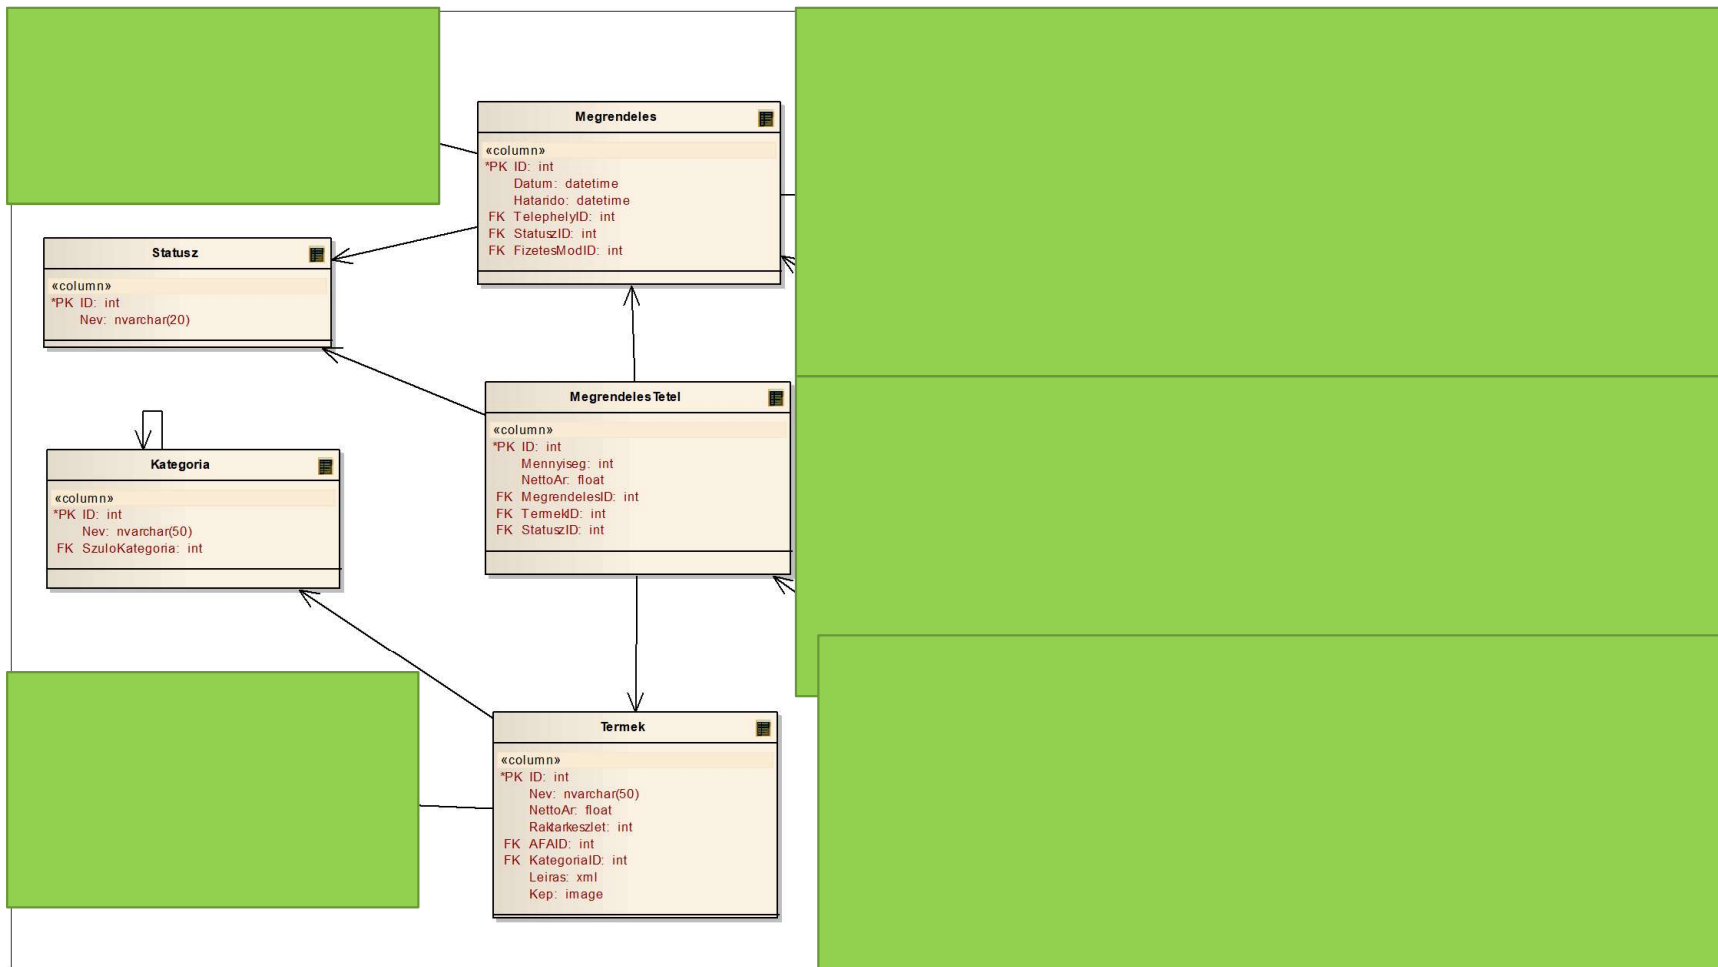 Megrendeles
«column»
*PK ID: int
Datum: datetime
Hatarido: datetime
FK TelephelyID: int
FK StatuszID: int
FK FizetesModID: int
Statusz
«column»
*PK ID: int
Nev: nvarchar(20)
MegrendelesTetel
«column»
*PK ID: int
Mennyiseg: int
NettoAr: float
FK MegrendelesID: int
FK TermekID: int
FK StatuszID: int
Kategoria
«column»
*PK ID: int
Nev: nvarchar(50)
FK SzuloKategoria: int
Termek
«column»
*PK ID: int
Nev: nvarchar(50)
NettoAr: float
Raktarkeszlet: int
FK AFAID: int
FK KategoriaID: int
Leiras: xml
Kep: image